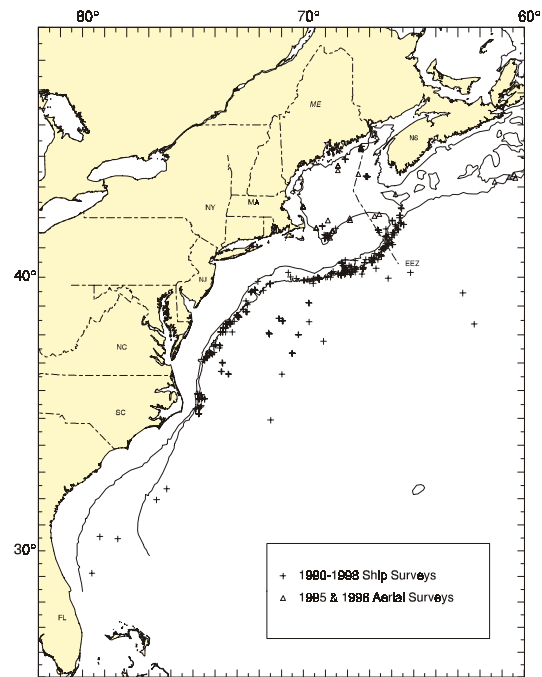 80° 70° 60°
ME
NS
NY
MA
EEZ
40°
NJ
NC
SC
30°
FL
+ 1990-1998 Ship Surveys
△ 1995 & 1998 Aerial Surveys